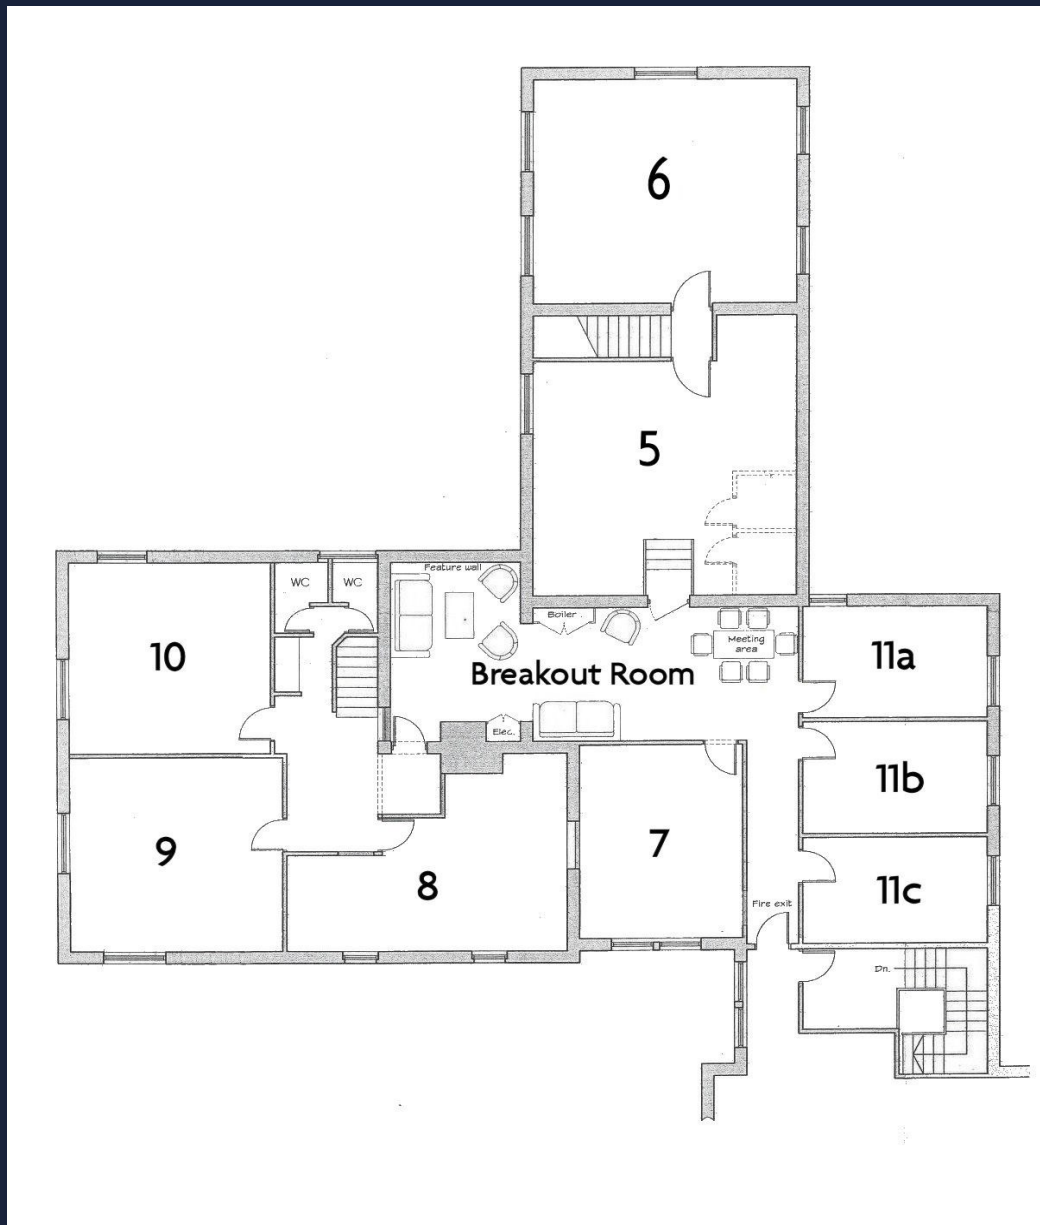 6
5
Feature wall
WC
WC
Boiler
Meeting
area
10
Breakout Room
11a
Elec.
11b
9
7
8
11c
Fire exit
Dn.